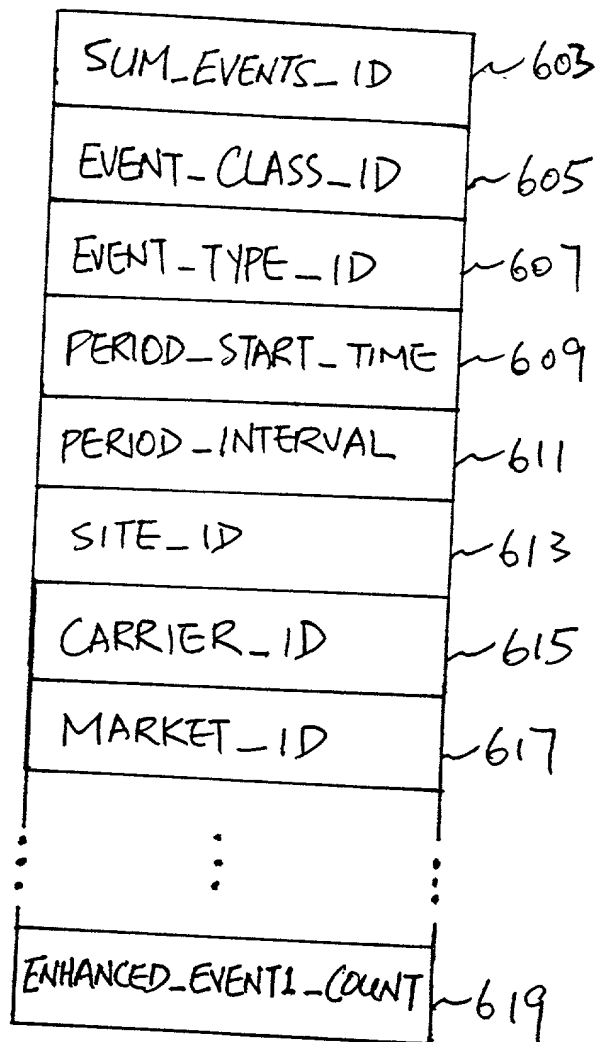 SUM_EVENTS_ID 603
EVENT_CLASS_ID 605
EVENT_TYPE_ID 607
PERIOD_START_TIME 609
PERIOD_INTERVAL 611
SITE_ID 613
CARRIER_ID 615
MARKET_ID 617
ENHANCED_EVENT1_COUNT 619